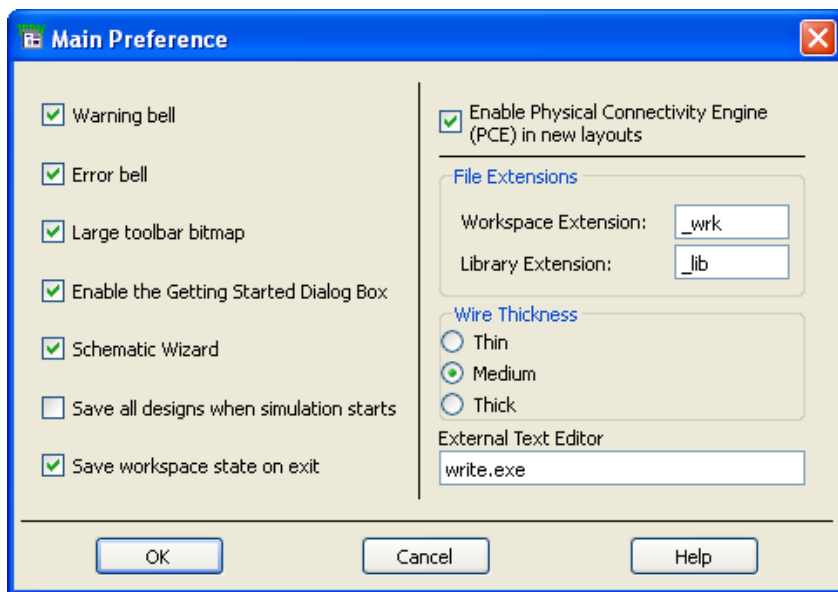 Main Preference
Warning bell
Error bell
Large toolbar bitmap
Enable the Getting Started Dialog Box
Schematic Wizard
Save all designs when simulation starts
Save workspace state on exit
Enable Physical Connectivity Engine
(PCE) in new layouts
File Extensions
Workspace Extension: _wrk
Library Extension: _lib
Wire Thickness
Thin
Medium
Thick
External Text Editor
write.exe
OK Cancel Help